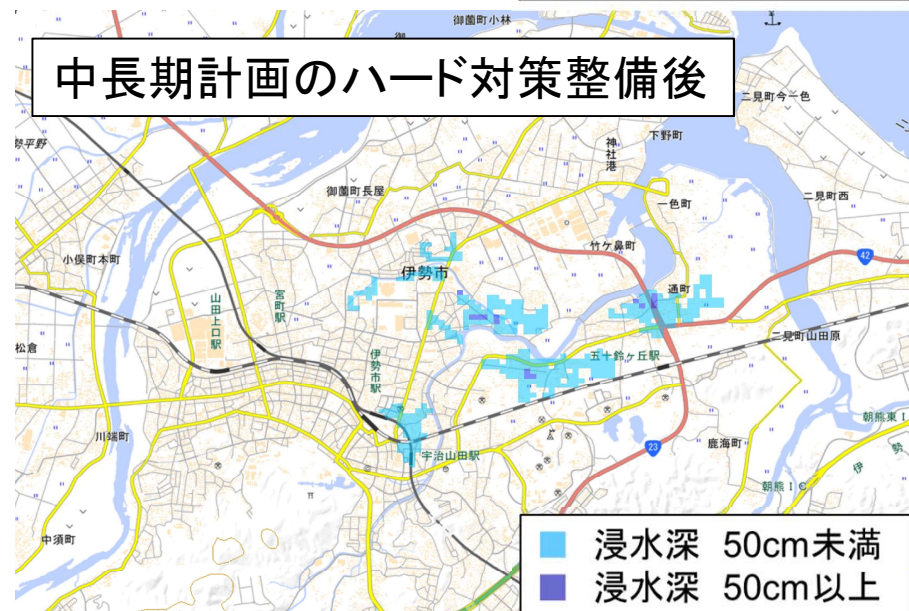 御薗町小林
中長期計画のハード対策整備後
二見町今一色
下野町
神社港
勢平野
御薗町長屋
一色町
二見町西
竹ケ鼻町
小俣町本町
伊勢市
42
宮町駅
山田上口駅
通町
二見町山田原
松倉
伊勢市駅
五十鈴ヶ丘駅
朝熊東I
川端町
宇治山田駅
23
鹿海町
伊勢
朝熊IC
中須町
浸水深 50cm未満
浸水深 50cm以上